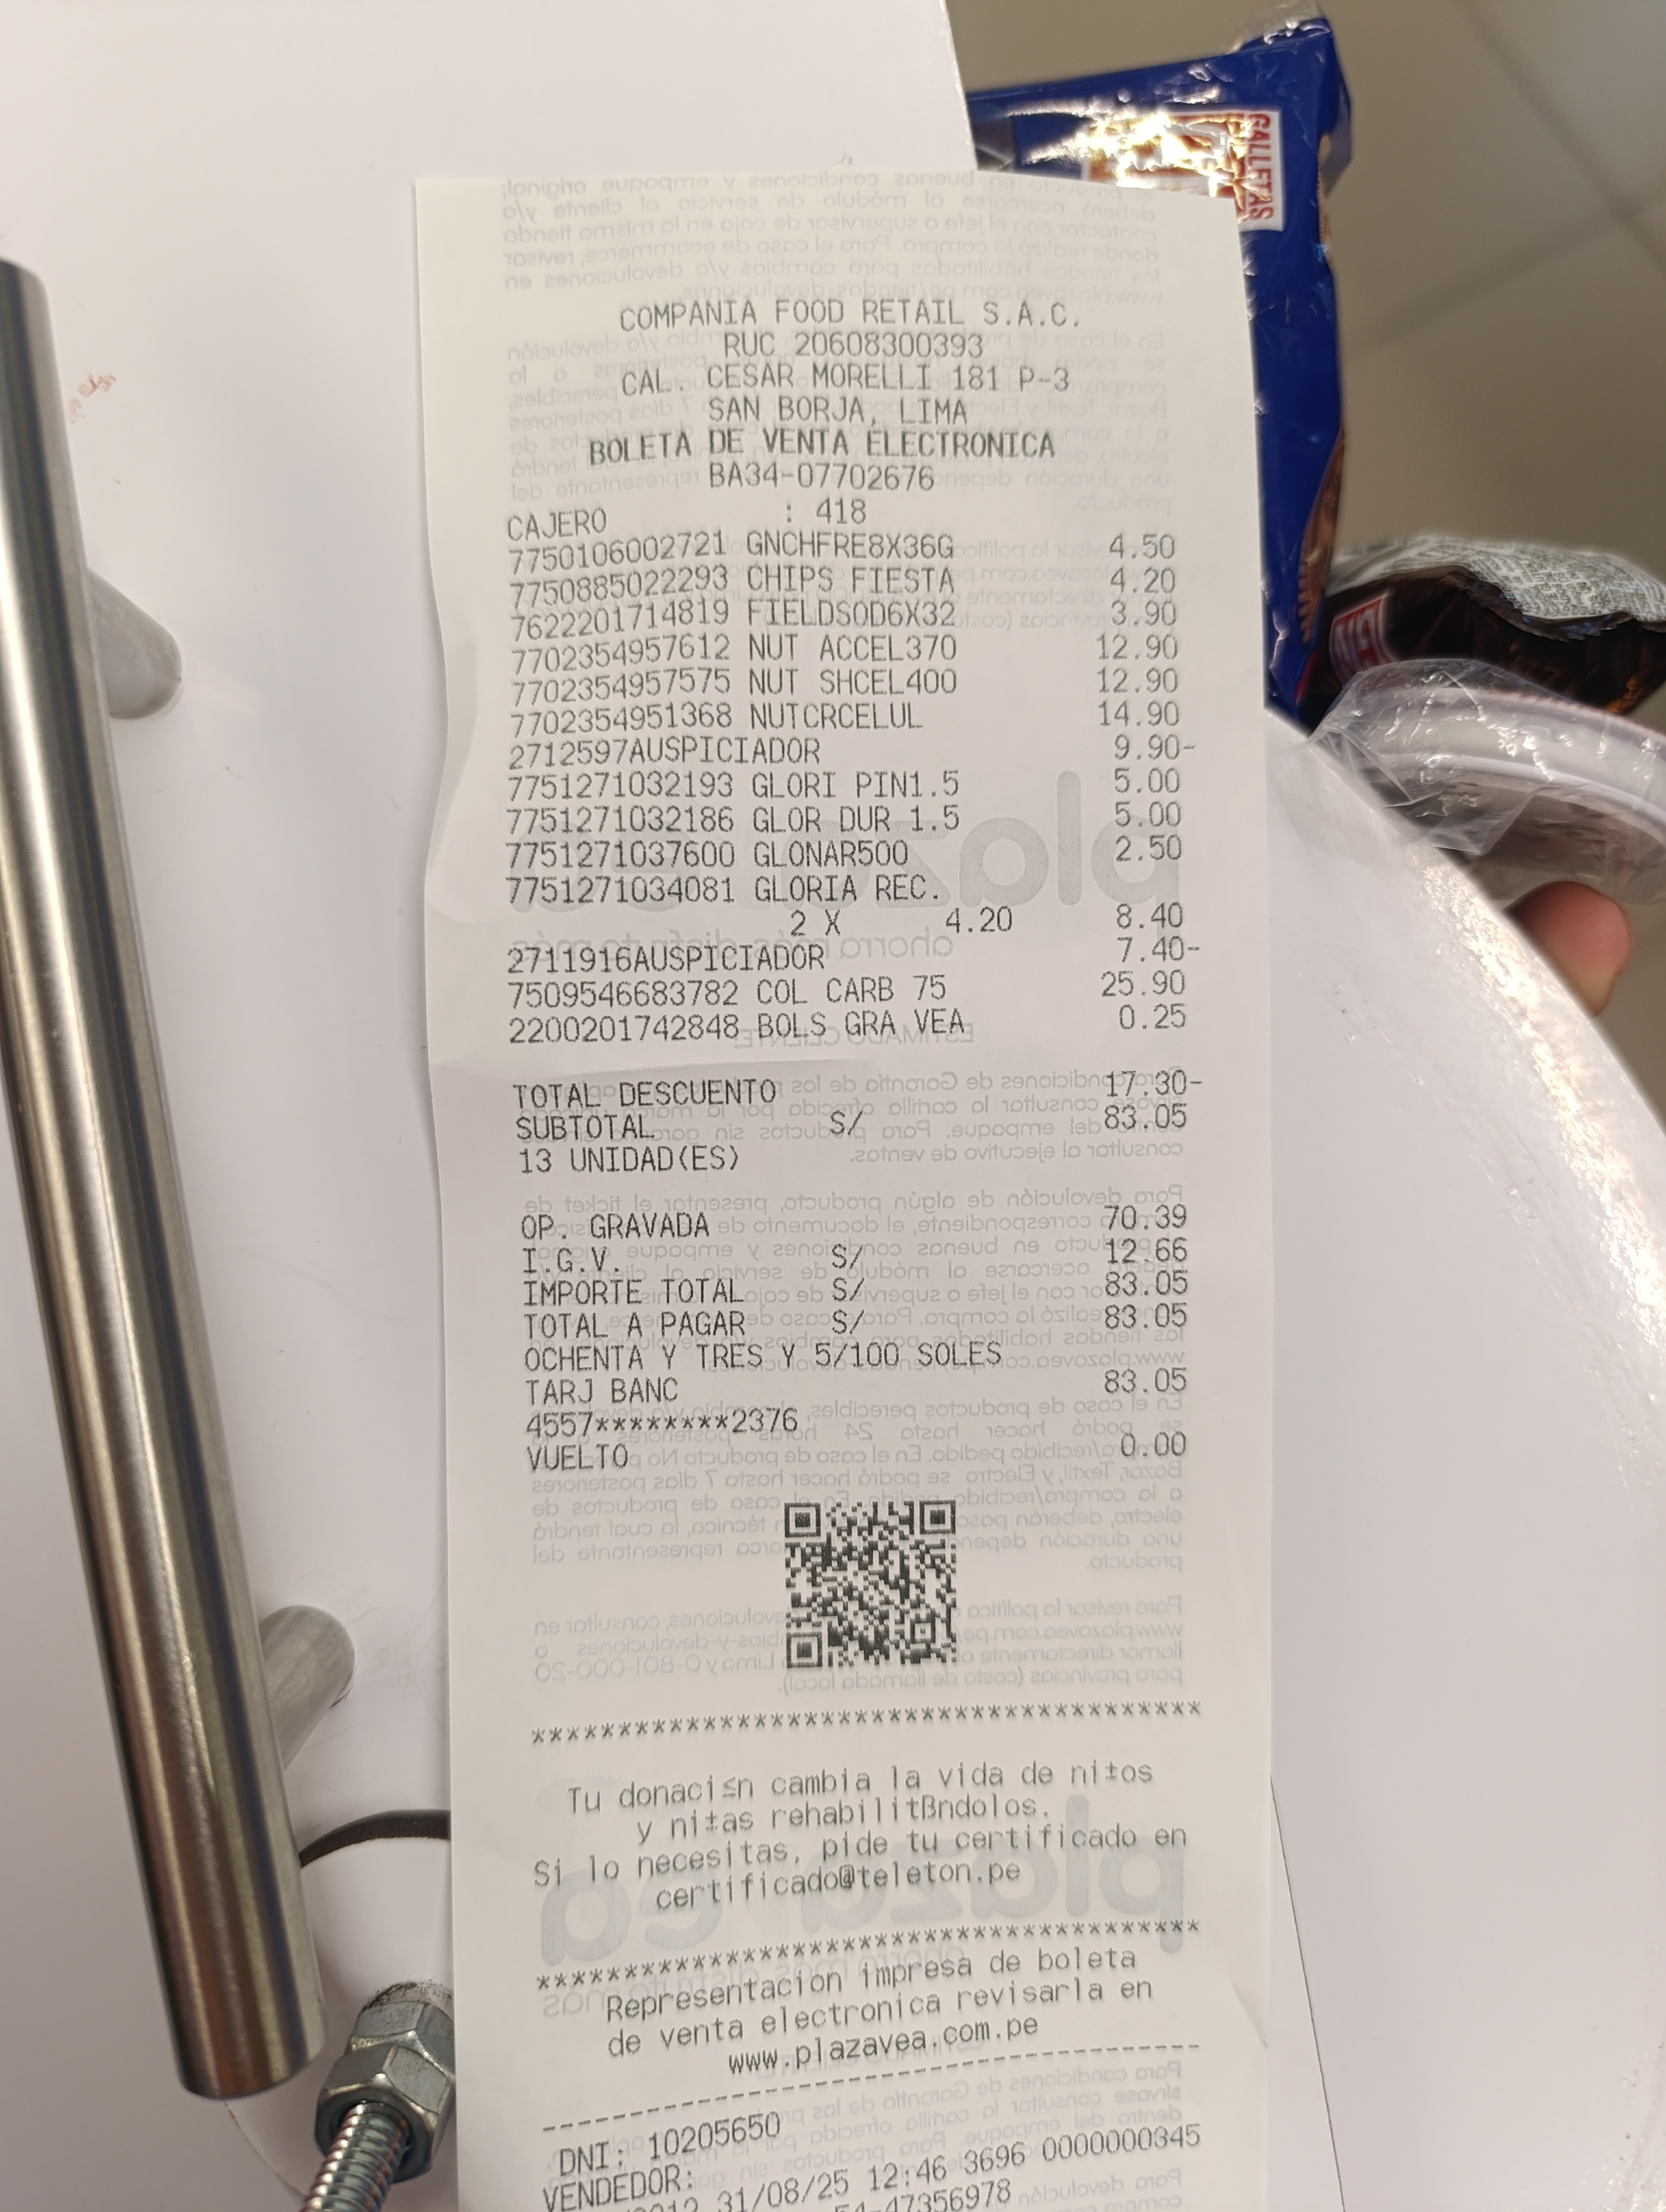 COMPANIA FOOD RETAIL S.A.C.
RUC 20608300393
CAL. CESAR MORELLI 181 P-3
SAN BORJA, LIMA
BOLETA DE VENTA ELECTRONICA
BA34-07702676
CAJERO : 418
7750106002721 GNCHFRE8X36G 4.50
7750885022293 CHIPS FIESTA 4.20
7622201714819 FIELDSOD6X32 3.90
7702354957612 NUT ACCEL370 12.90
7702354957575 NUT SHCEL400 12.90
7702354951368 NUTCRCELUL 14.90
2712597AUSPICIADOR 9.90-
7751271032193 GLORI PIN1.5 5.00
7751271032186 GLOR DUR 1.5 5.00
7751271037600 GLONAR500 2.50
7751271034081 GLORIA REC.
2 X 4.20 8.40
2711916AUSPICIADOR 7.40-
7509546683782 COL CARB 75 25.90
2200201742848 BOLS GRA VEA 0.25
TOTAL DESCUENTO 17.30-
SUBTOTAL S/ 83.05
13 UNIDAD(ES)
OP. GRAVADA 70.39
I.G.V. S/ 12.66
IMPORTE TOTAL S/ 83.05
TOTAL A PAGAR S/ 83.05
OCHENTA Y TRES Y 5/100 SOLES
TARJ BANC 83.05
4557********2376
VUELTO 0.00
****************************************
Tu donaci≤n cambia la vida de ni±os
y ni±as rehabilitßndolos.
Si lo necesitas, pide tu certificado en
certificado@teleton.pe
****************************************
Representacion impresa de boleta
de venta electronica revisarla en
www.plazavea.com.pe
----------------------------------------
DNI: 10205650
VENDEDOR:
31/08/25 12:46 3696 0000000345
47356978
GALLETAS